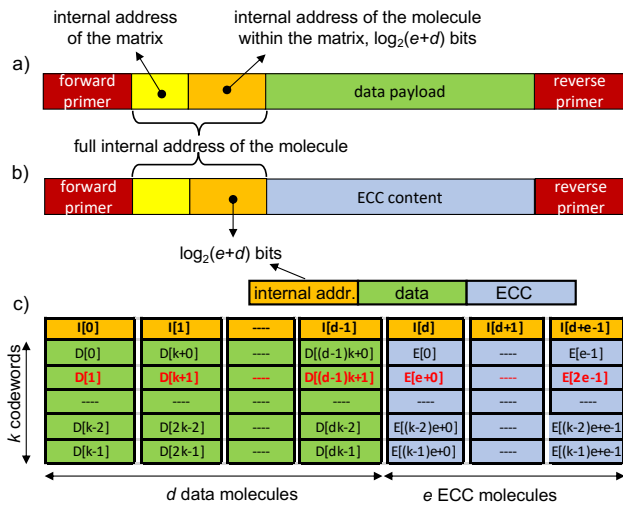 internal address of the matrix
internal address of the molecule within the matrix, log2(e+d) bits
a)
forward primer
data payload
reverse primer
full internal address of the molecule
b)
forward primer
ECC content
reverse primer
log2(e+d) bits
internal addr. data ECC
c)
I[0] I[1] ---- I[d-1] I[d] I[d+1] I[d+e-1]
D[0] D[k+0] ---- D[(d-1)k+0] E[0] ---- E[e-1]
D[1] D[k+1] ---- D[(d-1)k+1] E[e+0] ---- E[2e-1]
---- ---- ---- ---- ---- ---- ----
D[k-2] D[2k-2] ---- D[dk-2] E[(k-2)e+0] ---- E[(k-2)e+e-1
D[k-1] D[2k-1] ---- D[dk-1] E[(k-1)e+0] ---- E[(k-1)e+e-1
k codewords
d data molecules
e ECC molecules